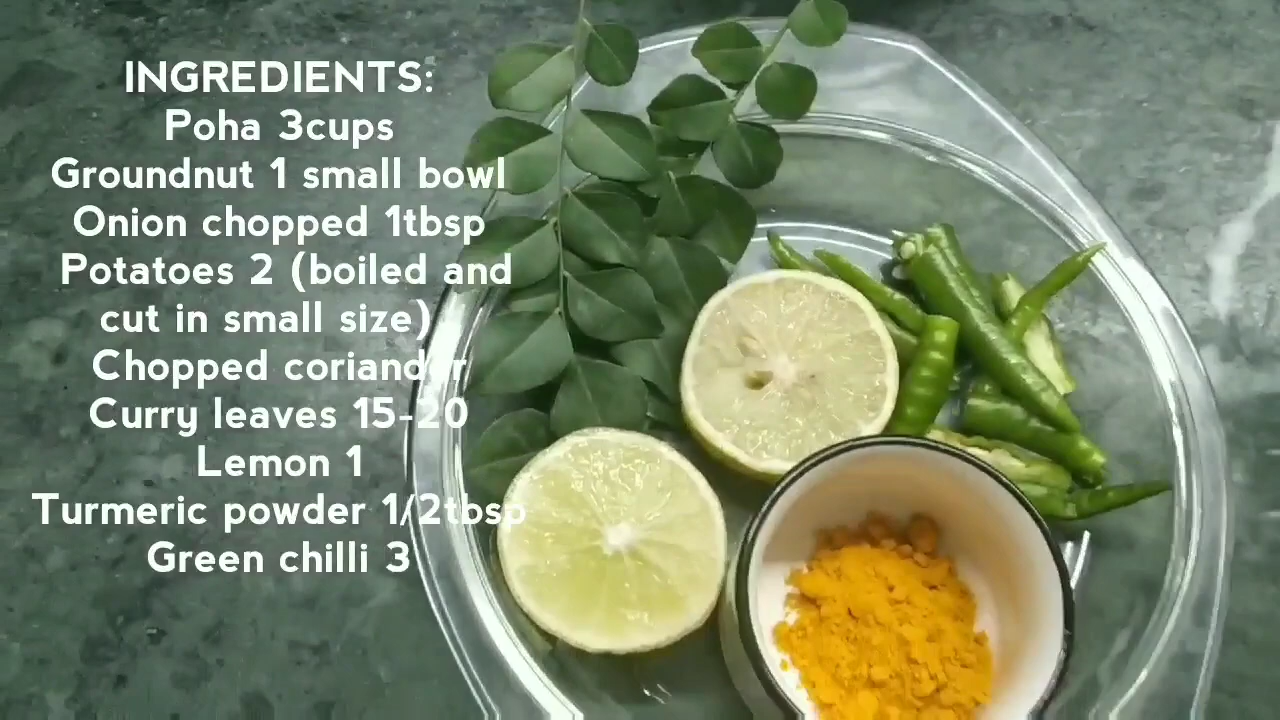 INGREDIENTS:
Poha 3cups
Groundnut 1 small bowl
Onion chopped 1tbsp
Potatoes 2 (boiled and
cut in small size)
Chopped coriander
Curry leaves 15-20
Lemon 1
Turmeric powder 1/2tbsp
Green chilli 3